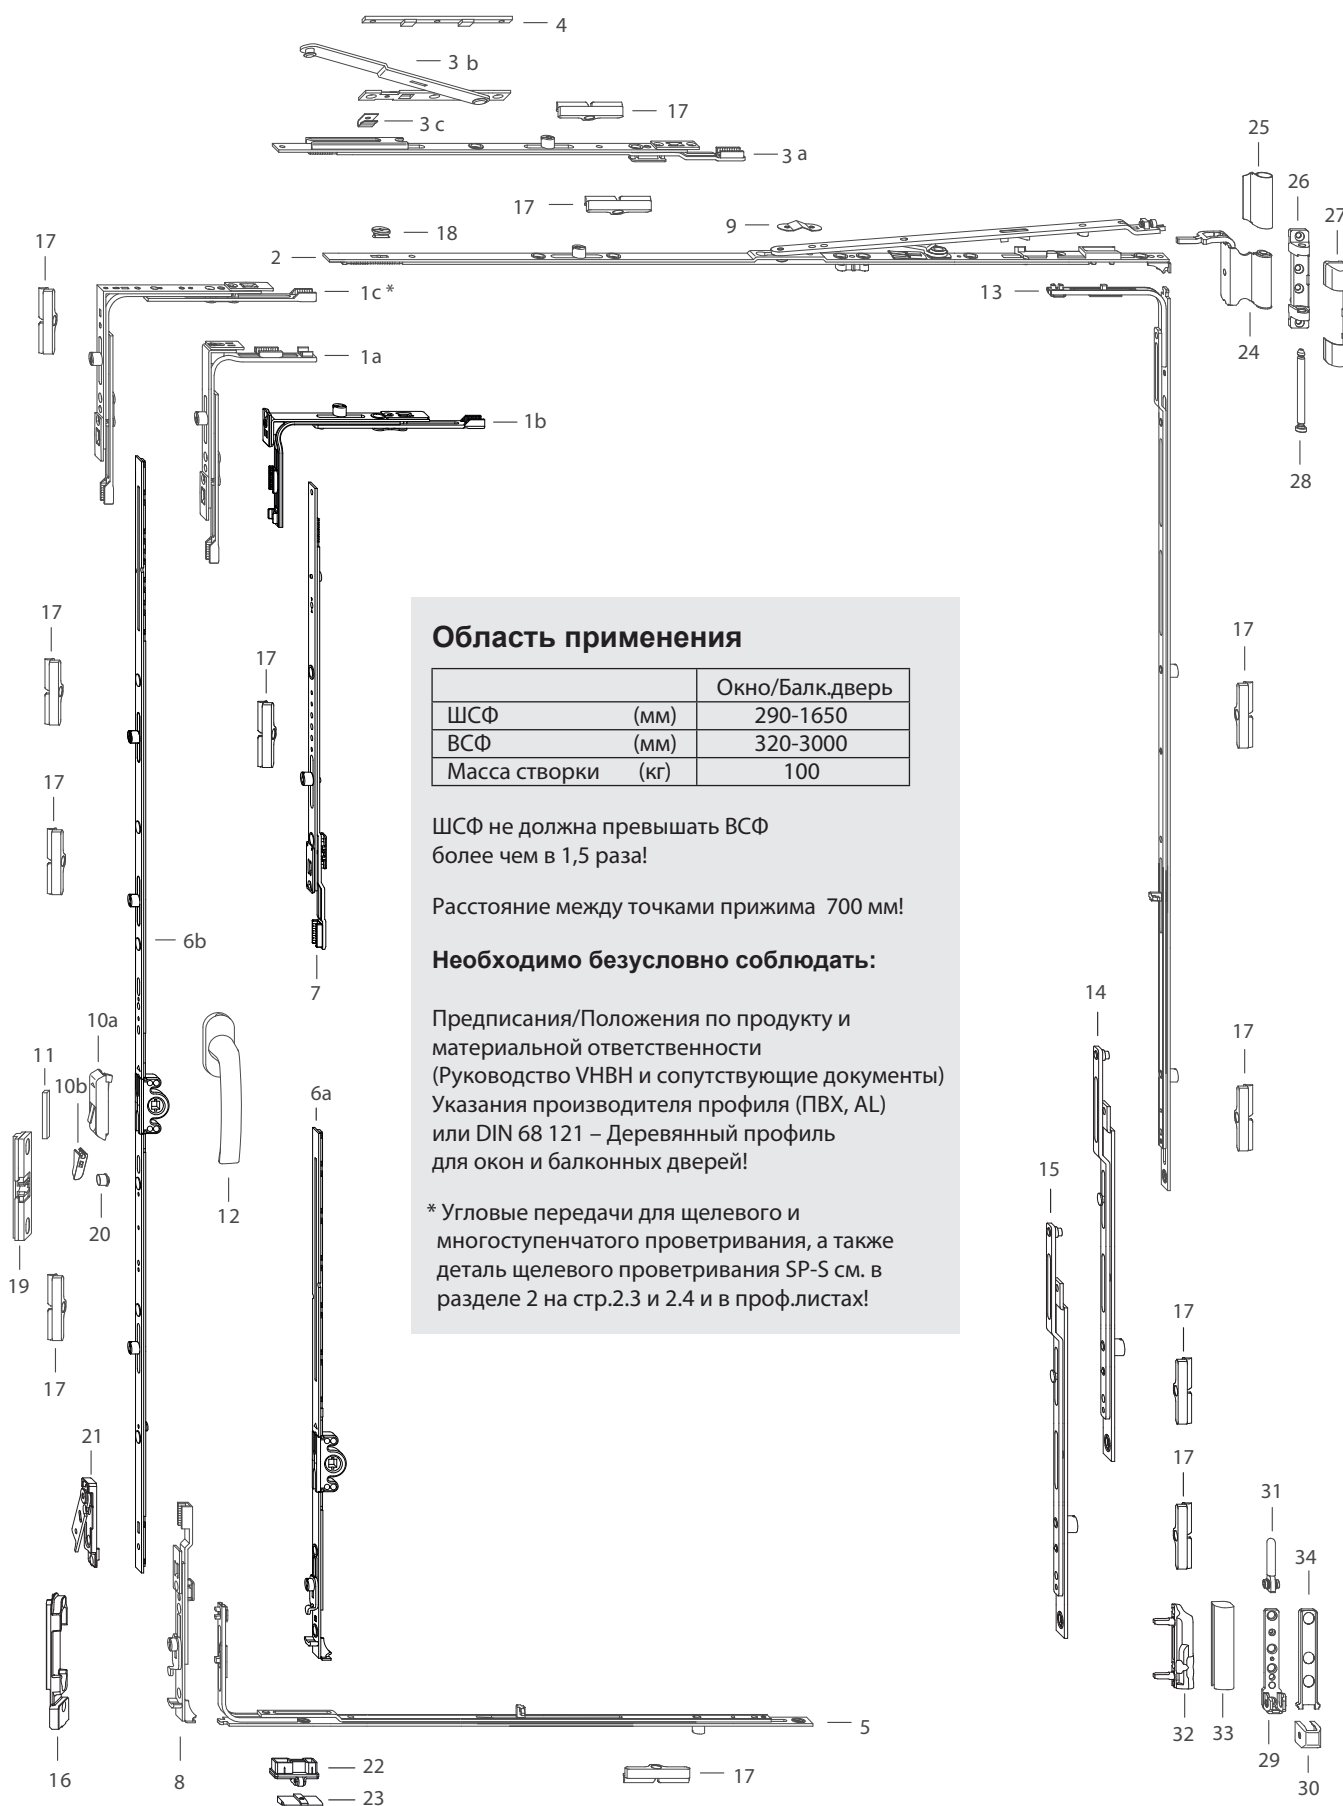 4
3 b
17
3 c
3 a
25
26
27
17
9
18
2
17
1c*
13
24
1a
1b
28
17
17
17
Область применения
Окно/Балк.дверь
ШСФ (мм) 290-1650
ВСФ (мм) 320-3000
Масса створки (кг) 100
ШСФ не должна превышать ВСФ
более чем в 1,5 раза!
Расстояние между точками прижима 700 мм!
Необходимо безусловно соблюдать:
Предписания/Положения по продукту и
материальной ответственности
(Руководство VHBH и сопутствующие документы)
Указания производителя профиля (ПВХ, AL)
или DIN 68 121 – Деревянный профиль
для окон и балконных дверей!
* Угловые передачи для щелевого и
многоступенчатого проветривания, а также
деталь щелевого проветривания SP-S см. в
разделе 2 на стр.2.3 и 2.4 и в проф.листах!
17
6b
7
14
10a
11
10b
6a
17
15
12
20
19
17
17
21
17
31
34
5
32
33
29
16
8
22
17
23
30